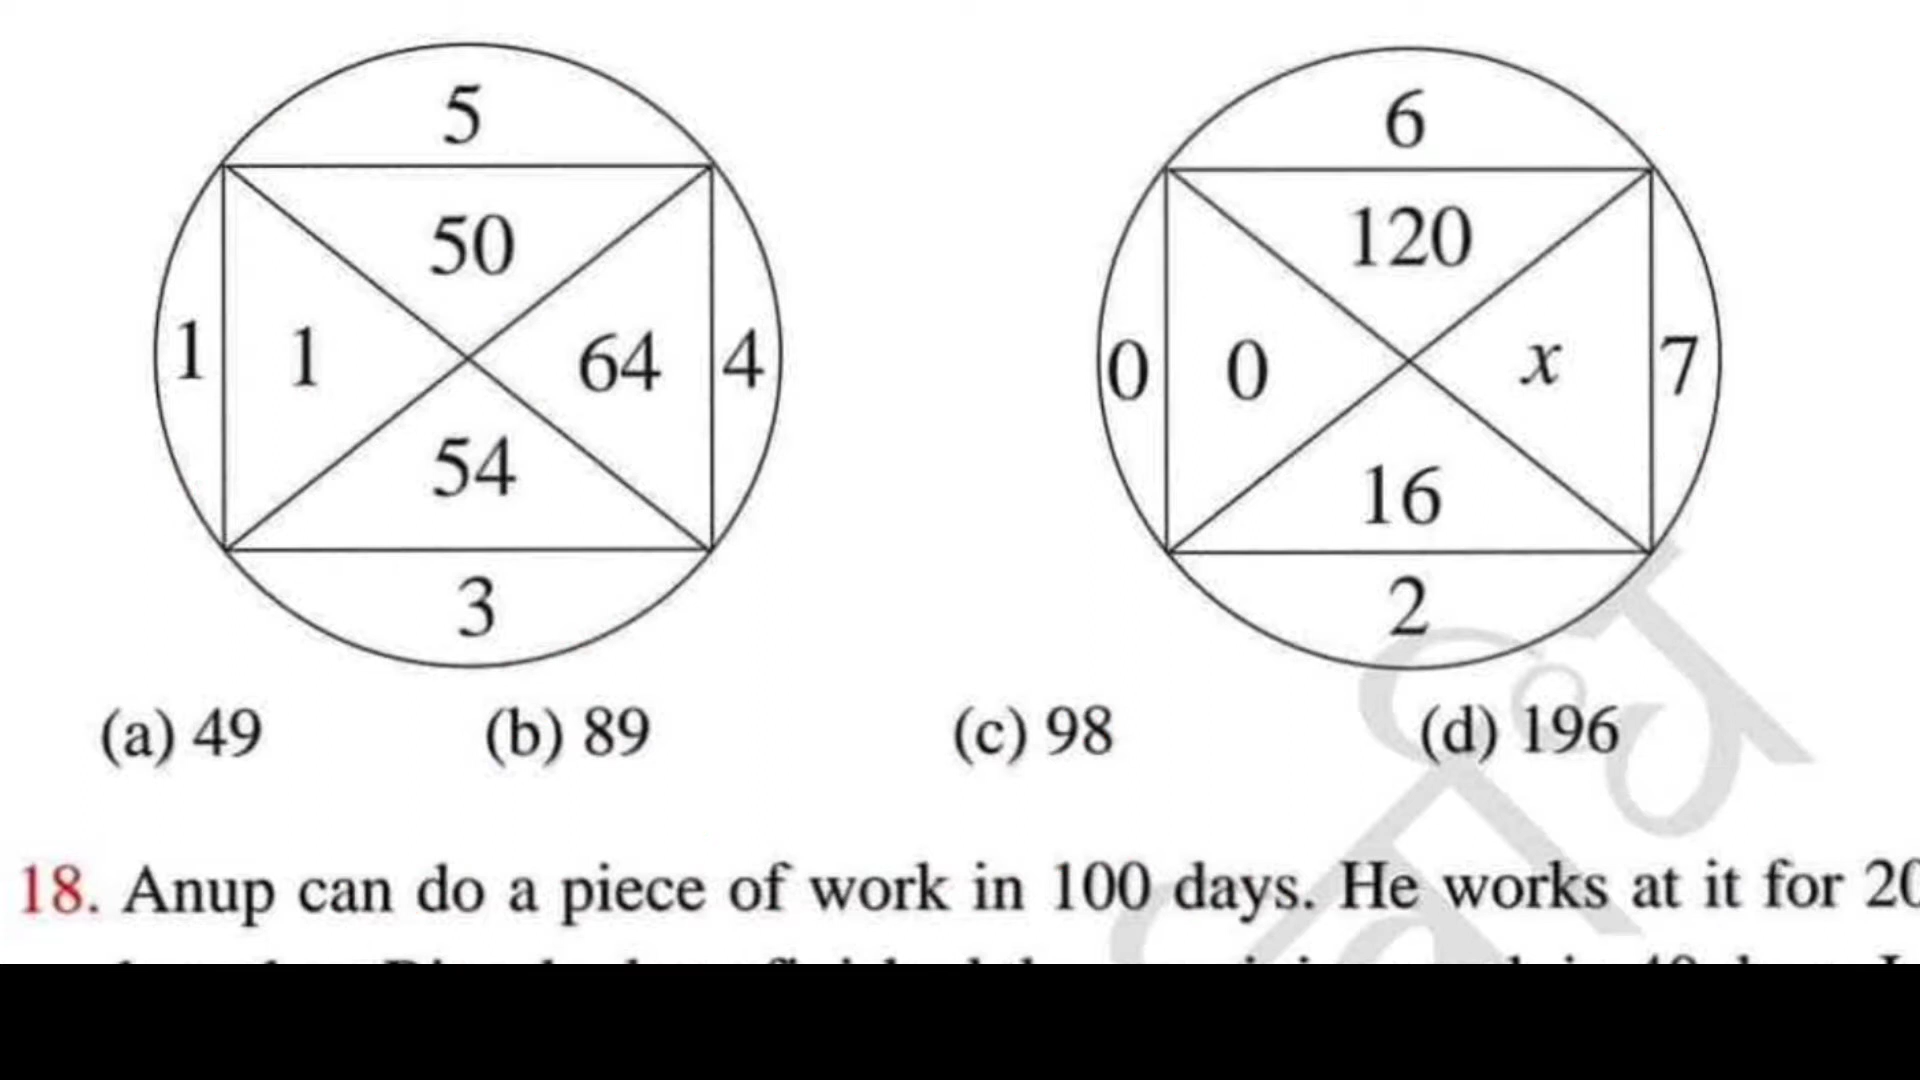 5
50
1 1 64 4
54
3
6
120
0 0 x 7
16
2
(a) 49 (b) 89 (c) 98 (d) 196
18. Anup can do a piece of work in 100 days. He works at it for 20